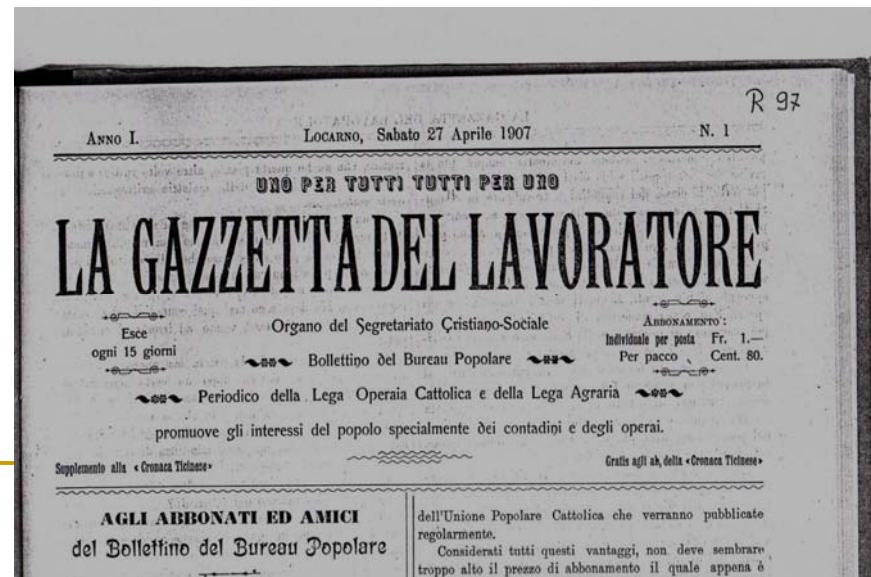 R 97
ANNO I. LOCARNO, Sabato 27 Aprile 1907 N. 1
UNO PER TUTTI TUTTI PER UNO
LA GAZZETTA DEL LAVORATORE
Esce
ogni 15 giorni
Organo del Segretariato Cristiano-Sociale
Bollettino del Bureau Popolare
ABBONAMENTO:
Individuale per posta Fr. 1.—
Per pacco „ Cent. 80.
Periodico della Lega Operaia Cattolica e della Lega Agraria
promuove gli interessi del popolo specialmente dei contadini e degli operai.
Supplemento alla «Cronaca Ticinese»
Gratis agli ab, della «Cronaca Ticinese»
AGLI ABBONATI ED AMICI
del Bollettino del Bureau Popolare
dell'Unione Popolare Cattolica che verranno pubblicate
regolarmente.
Considerati tutti questi vantaggi, non deve sembrare
troppo alto il prezzo di abbonamento il quale appena è